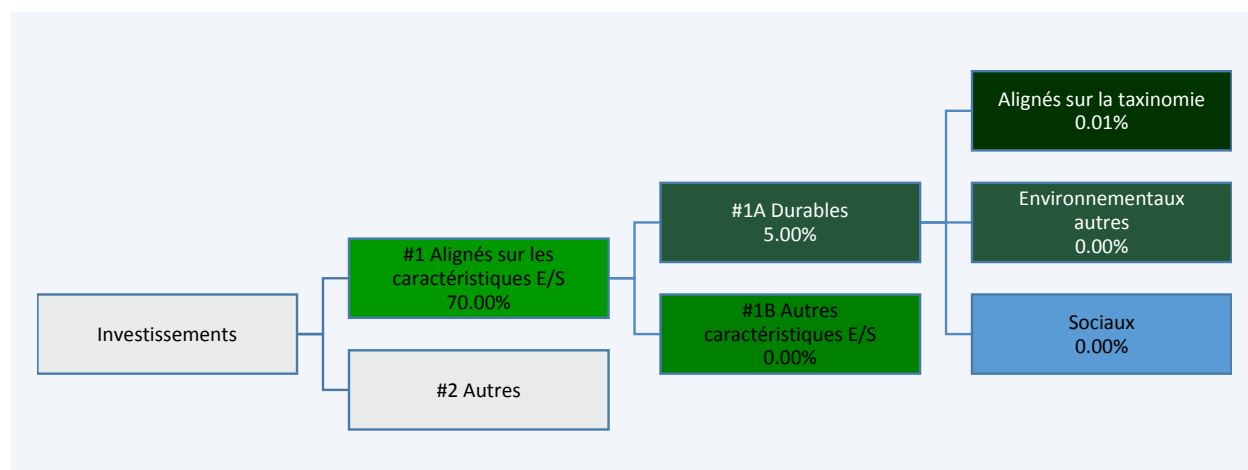 Investissements
#1 Alignés sur les
caractéristiques E/S
70.00%
#2 Autres
#1A Durables
5.00%
#1B Autres
caractéristiques E/S
0.00%
Alignés sur la taxinomie
0.01%
Environnementaux
autres
0.00%
Sociaux
0.00%